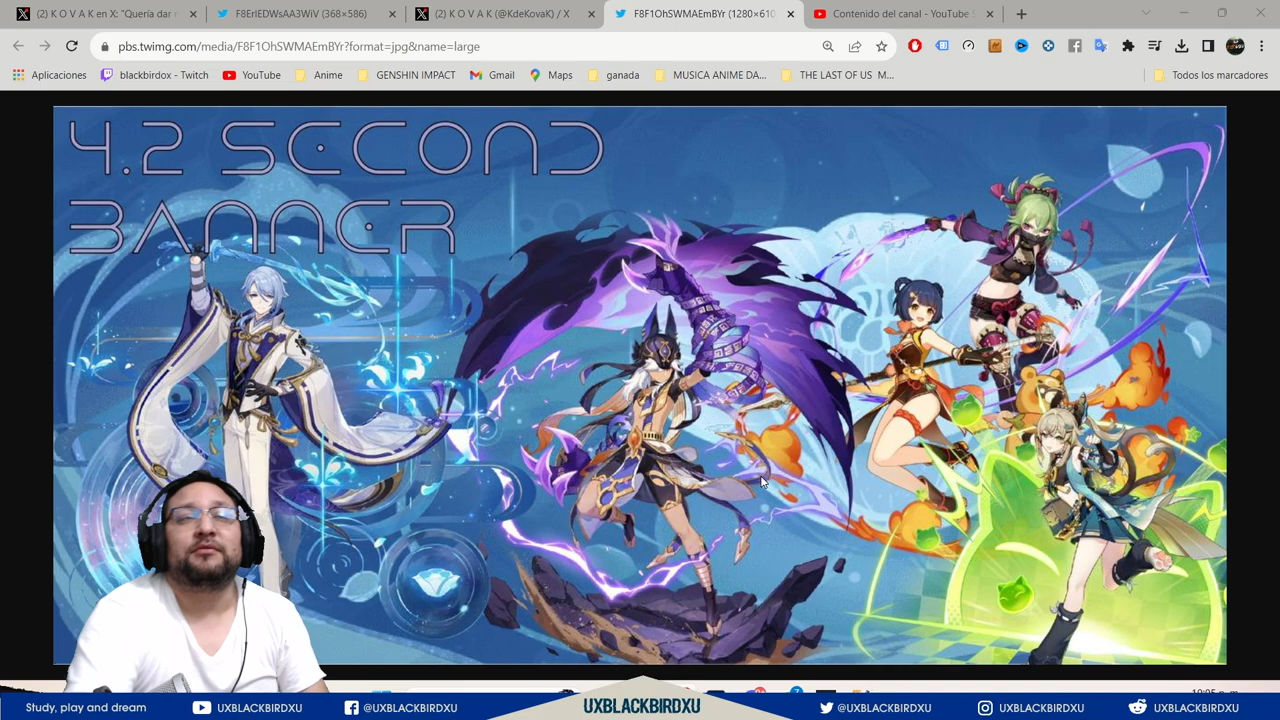 (2) K O V A K en X: "Quería dar r
F8ErIEDWsAA3WiV (368×586)
(2) K O V A K (@KdeKovaK) / X
F8F1OhSWMAEmBYr (1280×610
Contenido del canal - YouTube S
pbs.twimg.com/media/F8F1OhSWMAEmBYr?format=jpg&name=large
Aplicaciones
blackbirdox - Twitch
YouTube
Anime
GENSHIN IMPACT
Gmail
Maps
ganada
MUSICA ANIME DA...
THE LAST OF US M...
Todos los marcadores
4.2 SECOND
BANNER
Study, play and dream
UXBLACKBIRDXU
@UXBLACKBIRDXU
UXBLACKBIRDXU
@UXBLACKBIRDXU
UXBLACKBIRDXU
UXBLACKBIRDXU